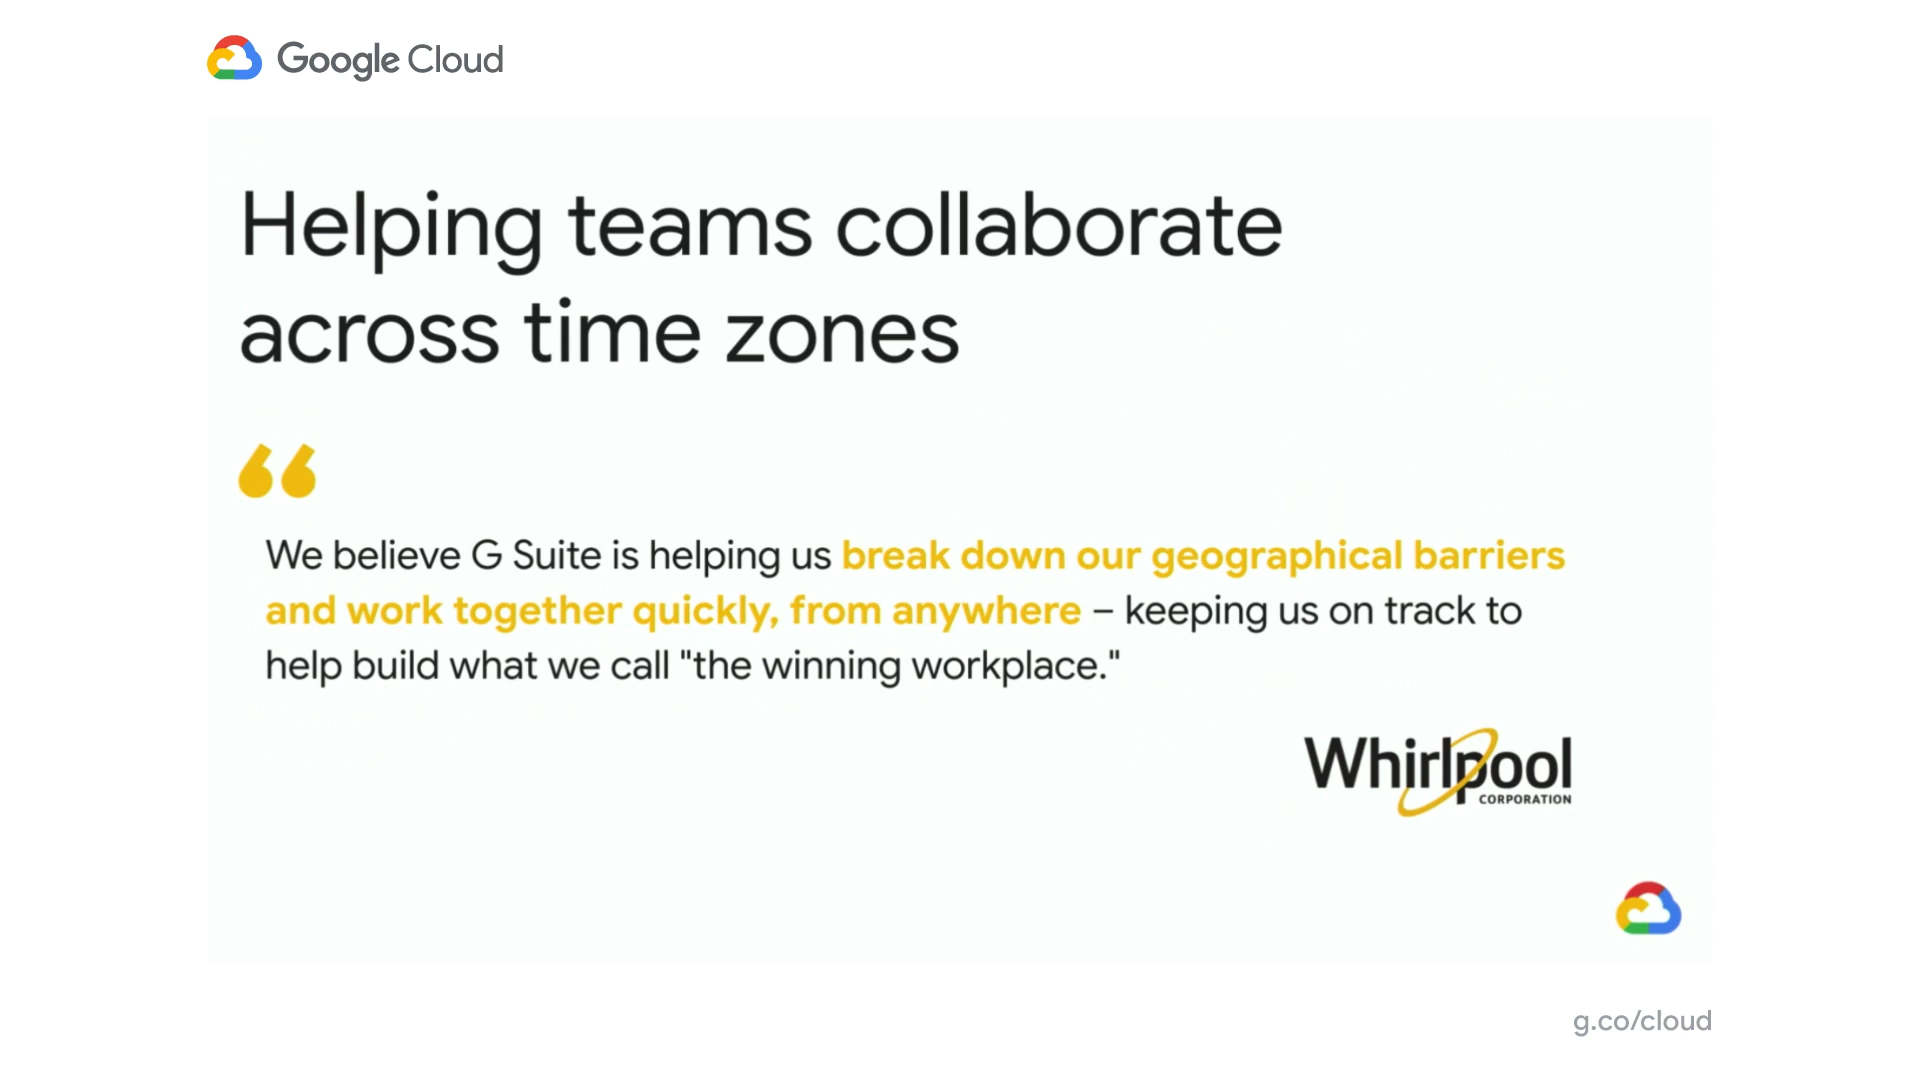 Google Cloud
Helping teams collaborate
across time zones
“
We believe G Suite is helping us break down our geographical barriers
and work together quickly, from anywhere – keeping us on track to
help build what we call "the winning workplace."
Whirlpool
CORPORATION
g.co/cloud